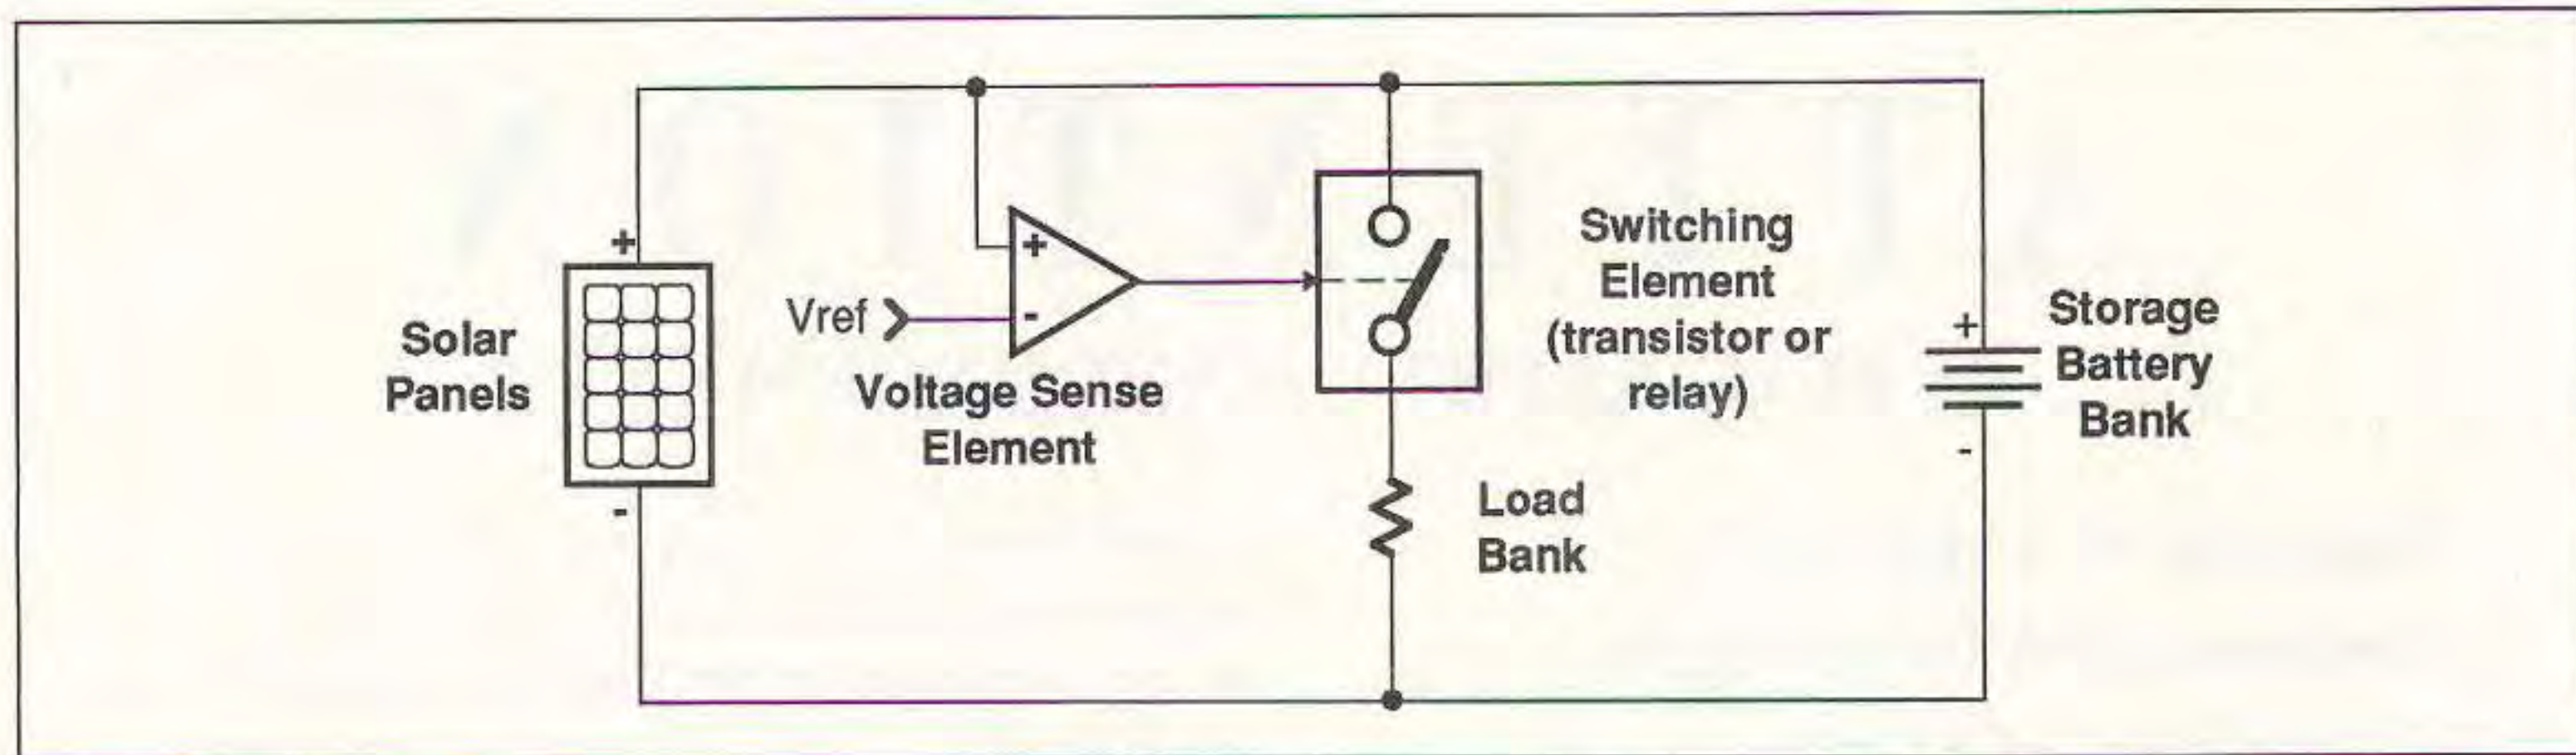 +
Solar
Panels
-
Vref
+
-
Voltage Sense
Element
Switching
Element
(transistor or
relay)
Load
Bank
+
Storage
Battery
Bank
-